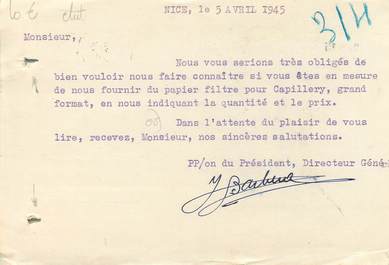 NICE, le 5 AVRIL 1945
314
Monsieur,
Nous vous serions très obligés de
bien vouloir nous faire connaître si vous êtes en mesure
de nous fournir du papier filtre pour Capillery, grand
format, en nous indiquant la quantité et le prix.
Dans l'attente du plaisir de vous
lire, recevez, Monsieur, nos sincères salutations.
PP/on du Président, Directeur Géné